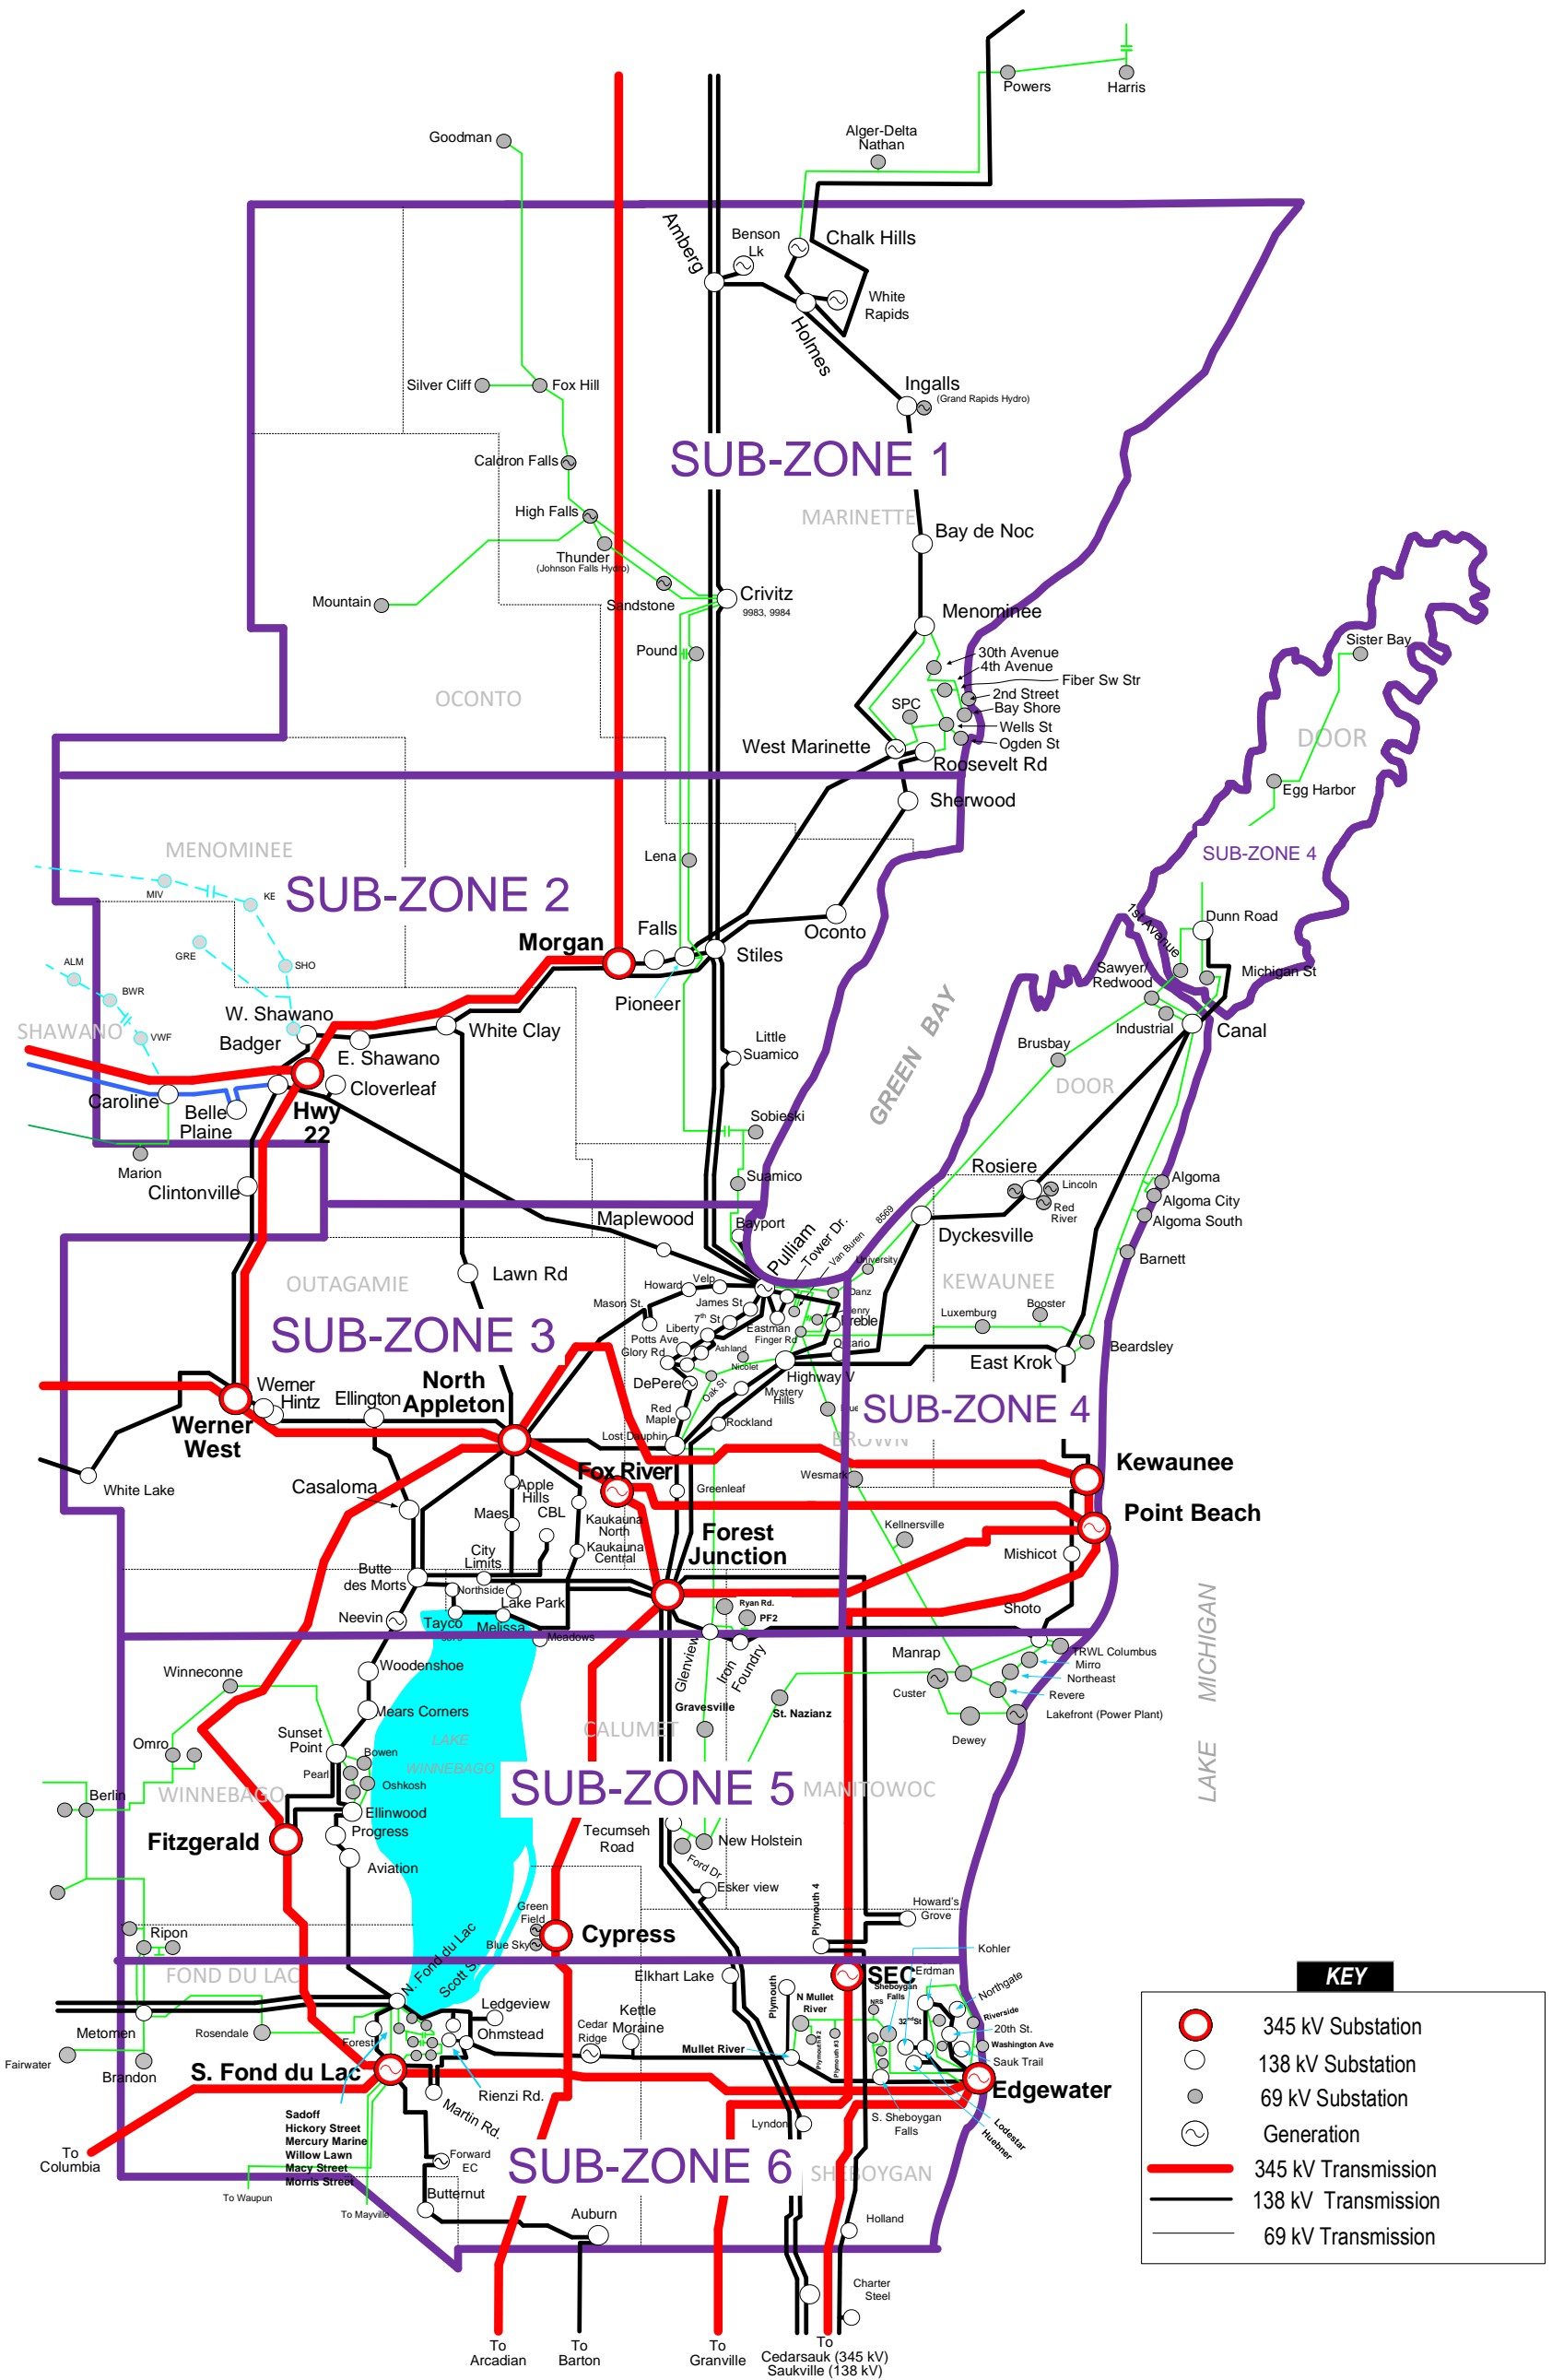 Powers
Harris
Alger-Delta
Nathan
Goodman
Amberg
Benson
Lk
Chalk Hills
White
Rapids
Holmes
Silver Cliff
Fox Hill
Ingalls
(Grand Rapids Hydro)
SUB-ZONE 1
Caldron Falls
High Falls
MARINETTE
Bay de Noc
Thunder
(Johnson Falls Hydro)
Sandstone
Crivitz
9983, 9984
Mountain
Menominee
Pound
30th Avenue
4th Avenue
Fiber Sw Str
2nd Street
Bay Shore
Wells St
Ogden St
SPC
Sister Bay
OCONTO
West Marinette
Roosevelt Rd
DOOR
Egg Harbor
Sherwood
MENOMINEE
Lena
SUB-ZONE 4
MIV
KE
SUB-ZONE 2
GRE
SHO
Morgan
Falls
Stiles
Oconto
Pioneer
1st Avenue
Dunn Road
Sawyer/
Redwood
Michigan St
Industrial
Canal
ALM
BWR
VWF
SHAWANO
W. Shawano
Badger
White Clay
E. Shawano
Cloverleaf
Little
Suamico
GREEN BAY
Brusbay
DOOR
Caroline
Belle
Plaine
Hwy
22
Marion
Clintonville
Sobieski
Suamico
Rosiere
Lincoln
Red
River
Algoma
Algoma City
Algoma South
Barnett
Maplewood
Bayport
Pulliam
Tower Dr.
Van Buren
8569
University
Dyckesville
KEWAUNEE
OUTAGAMIE
Lawn Rd
Howard
Velp
Danz
Mason St.
James St
7th St
Liberty
Eastman
Finger Rd
Luxemburg
Booster
SUB-ZONE 3
Potts Ave
Glory Rd
Ashland
Nicolet
East Krok
Beardsley
DePere
Oak St
Highway V
Mystery
Hills
Werner
Hintz
Ellington
North
Appleton
Red
Maple
Rockland
SUB-ZONE 4
Werner
West
Lost Dauphin
BROWN
White Lake
Casaloma
Apple
Hills
Fox River
Greenleaf
Wesmark
Kewaunee
Point Beach
Maes
CBL
Kaukauna
North
Forest
Junction
Kellnersville
City
Limits
Kaukauna
Central
Mishicot
Butte
des Morts
Northside
Lake Park
Ryan Rd.
PF2
Neevin
Tayco
Melissa
Meadows
Shoto
Glenview
Iron
Foundry
Manrap
TRWL Columbus
Mirro
Northeast
Revere
Custer
Lakefront (Power Plant)
Dewey
LAKE MICHIGAN
Winneconne
Woodenshoe
Mears Corners
Gravesville
St. Nazianz
CALUMET
Sunset
Point
LAKE
WINNEBAGO
Omro
Bowen
Pearl
Oshkosh
WINNEBAGO
Berlin
SUB-ZONE 5
MANITOWOC
Ellinwood
Progress
Fitzgerald
Aviation
Tecumseh
Road
New Holstein
Ford Dr
Esker view
Green
Field
Blue Sky
Cypress
Plymouth 4
Howard's
Grove
Ripon
FOND DU LAC
N. Fond du Lac
Elkhart Lake
SEC
Kohler
Erdman
Northgate
Ledgeview
Plymouth
N Mullet
River
NRS
Sheboygan
Falls
32nd St
Riverside
20th St.
Washington Ave
Sauk Trail
Metomen
Rosendale
Forest
Ohmstead
Cedar
Ridge
Kettle
Moraine
Mullet River
Plymouth #2
Plymouth #3
Fairwater
Brandon
S. Fond du Lac
Rienzi Rd.
Martin Rd.
Edgewater
S. Sheboygan
Falls
Lodestar
Huebner
Sadoff
Hickory Street
Mercury Marine
Willow Lawn
Macy Street
Morris Street
To
Columbia
Lyndon
Forward
EC
SUB-ZONE 6
SHEBOYGAN
To Waupun
To Mayville
Butternut
Auburn
Holland
Charter
Steel
To
Arcadian
To
Barton
To
Granville
To
Cedarsauk (345 kV)
Saukville (138 kV)
KEY
345 kV Substation
138 kV Substation
69 kV Substation
Generation
345 kV Transmission
138 kV Transmission
69 kV Transmission